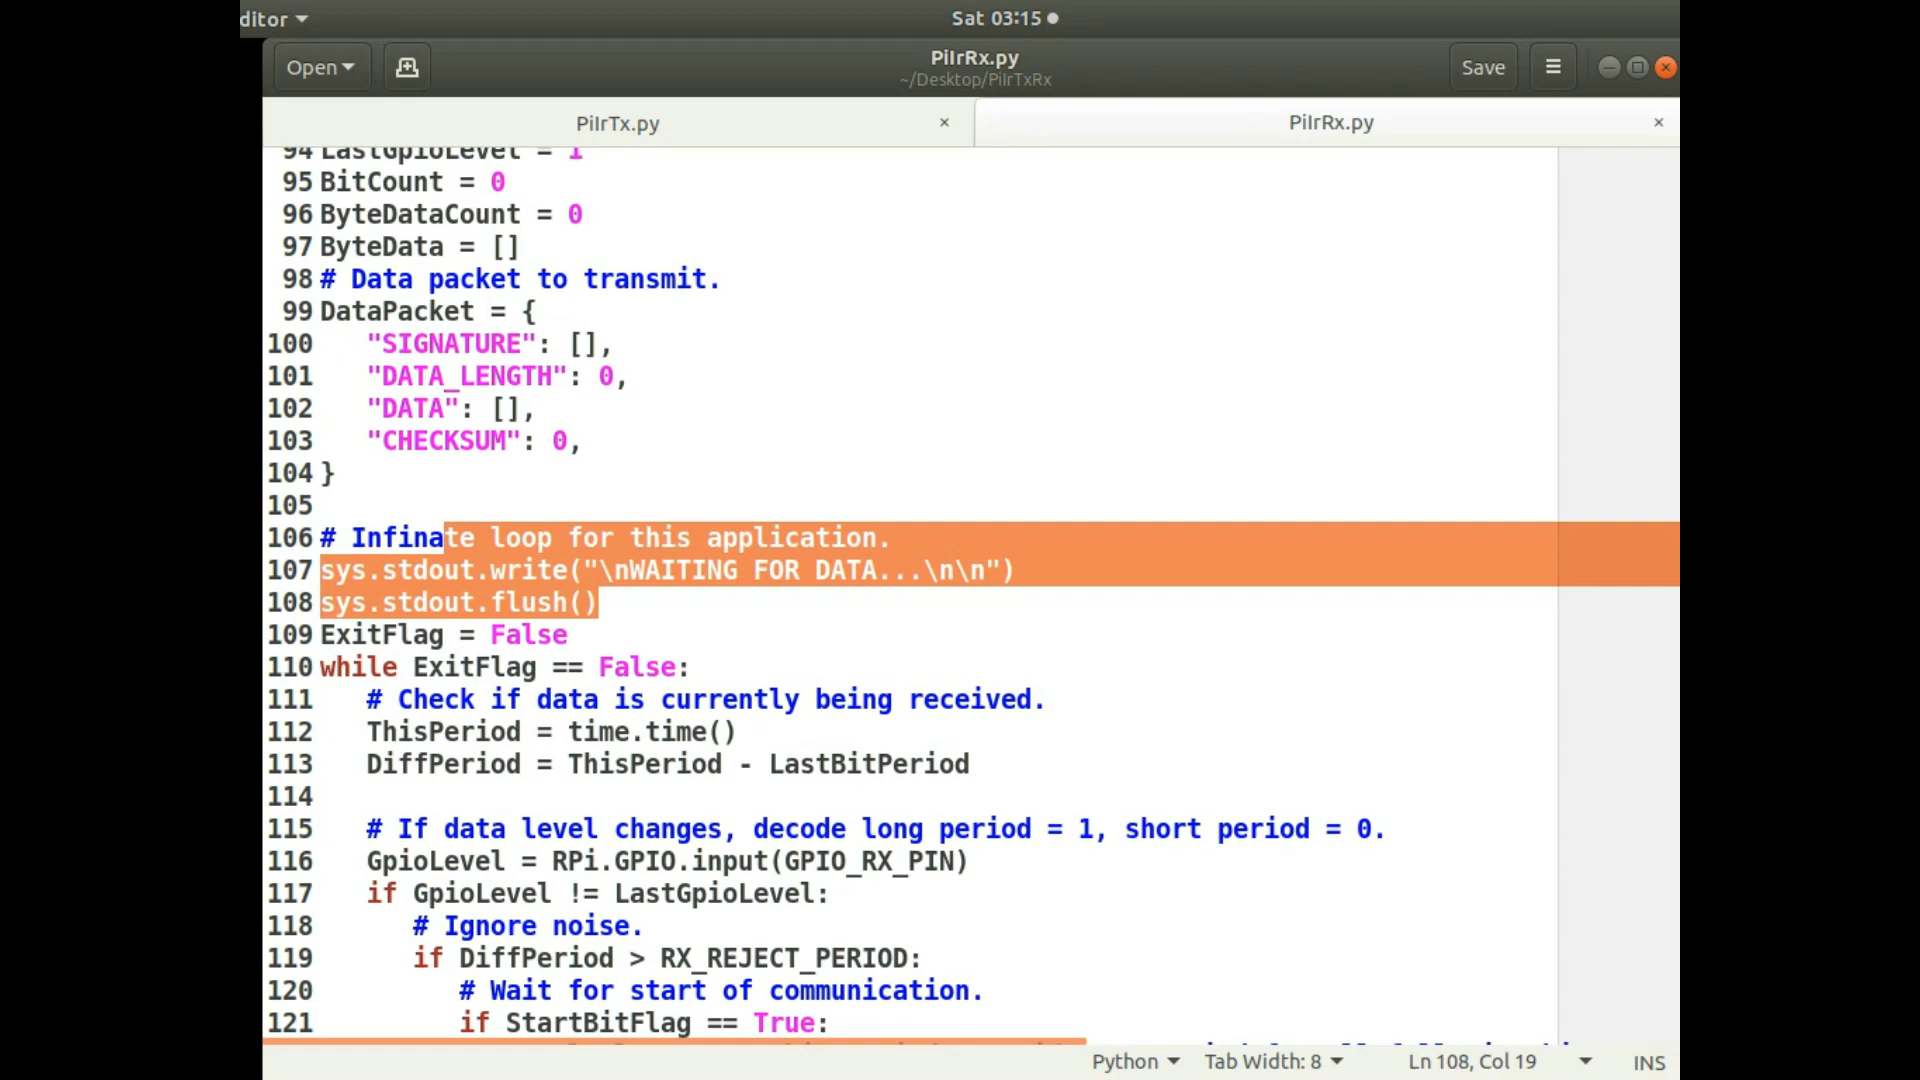 ditor
Sat 03:15
Open
PiIrRx.py
~/Desktop/PiIrTxRx
Save
PiIrTx.py ×
PiIrRx.py ×
94 LastGpioLevel = 1
95 BitCount = 0
96 ByteDataCount = 0
97 ByteData = []
98 # Data packet to transmit.
99 DataPacket = {
100    "SIGNATURE": [],
101    "DATA_LENGTH": 0,
102    "DATA": [],
103    "CHECKSUM": 0,
104 }
105
106 # Infinate loop for this application.
107 sys.stdout.write("\nWAITING FOR DATA...\n\n")
108 sys.stdout.flush()
109 ExitFlag = False
110 while ExitFlag == False:
111    # Check if data is currently being received.
112    ThisPeriod = time.time()
113    DiffPeriod = ThisPeriod - LastBitPeriod
114
115    # If data level changes, decode long period = 1, short period = 0.
116    GpioLevel = RPi.GPIO.input(GPIO_RX_PIN)
117    if GpioLevel != LastGpioLevel:
118       # Ignore noise.
119       if DiffPeriod > RX_REJECT_PERIOD:
120          # Wait for start of communication.
121          if StartBitFlag == True:
Python Tab Width: 8 Ln 108, Col 19 INS